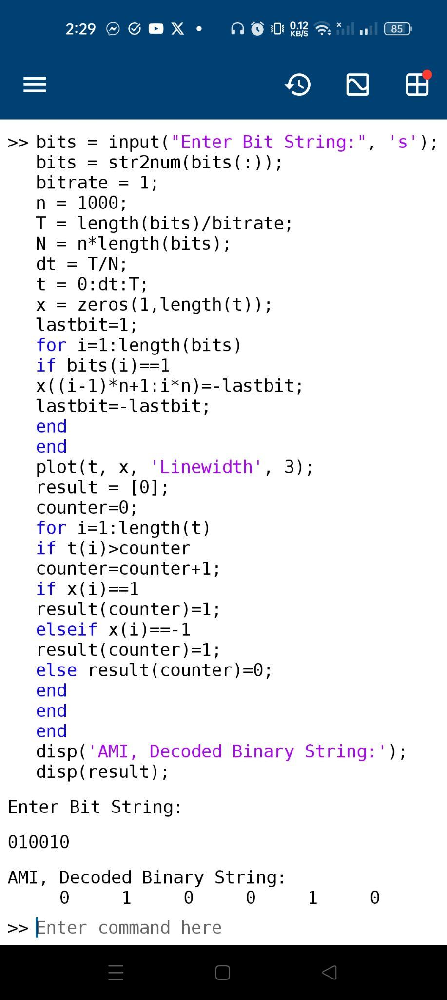 2:29 0.12 KB/S 85
>> bits = input("Enter Bit String:", 's');
bits = str2num(bits(:));
bitrate = 1;
n = 1000;
T = length(bits)/bitrate;
N = n*length(bits);
dt = T/N;
t = 0:dt:T;
x = zeros(1,length(t));
lastbit=1;
for i=1:length(bits)
if bits(i)==1
x((i-1)*n+1:i*n)=-lastbit;
lastbit=-lastbit;
end
end
plot(t, x, 'Linewidth', 3);
result = [0];
counter=0;
for i=1:length(t)
if t(i)>counter
counter=counter+1;
if x(i)==1
result(counter)=1;
elseif x(i)==-1
result(counter)=1;
else result(counter)=0;
end
end
end
disp('AMI, Decoded Binary String:');
disp(result);
Enter Bit String:
010010
AMI, Decoded Binary String:
0 1 0 0 1 0
>> Enter command here